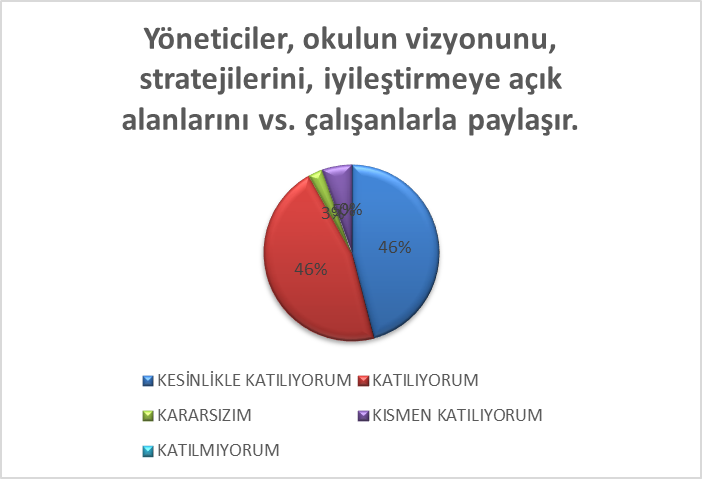 Yöneticiler, okulun vizyonunu,
stratejilerini, iyileştirmeye açık
alanlarını vs. çalışanlarla paylaşır.
46%
46%
KESİNLİKLE KATILIYORUM
KATILIYORUM
KARARSIZIM
KISMEN KATILIYORUM
KATILMIYORUM